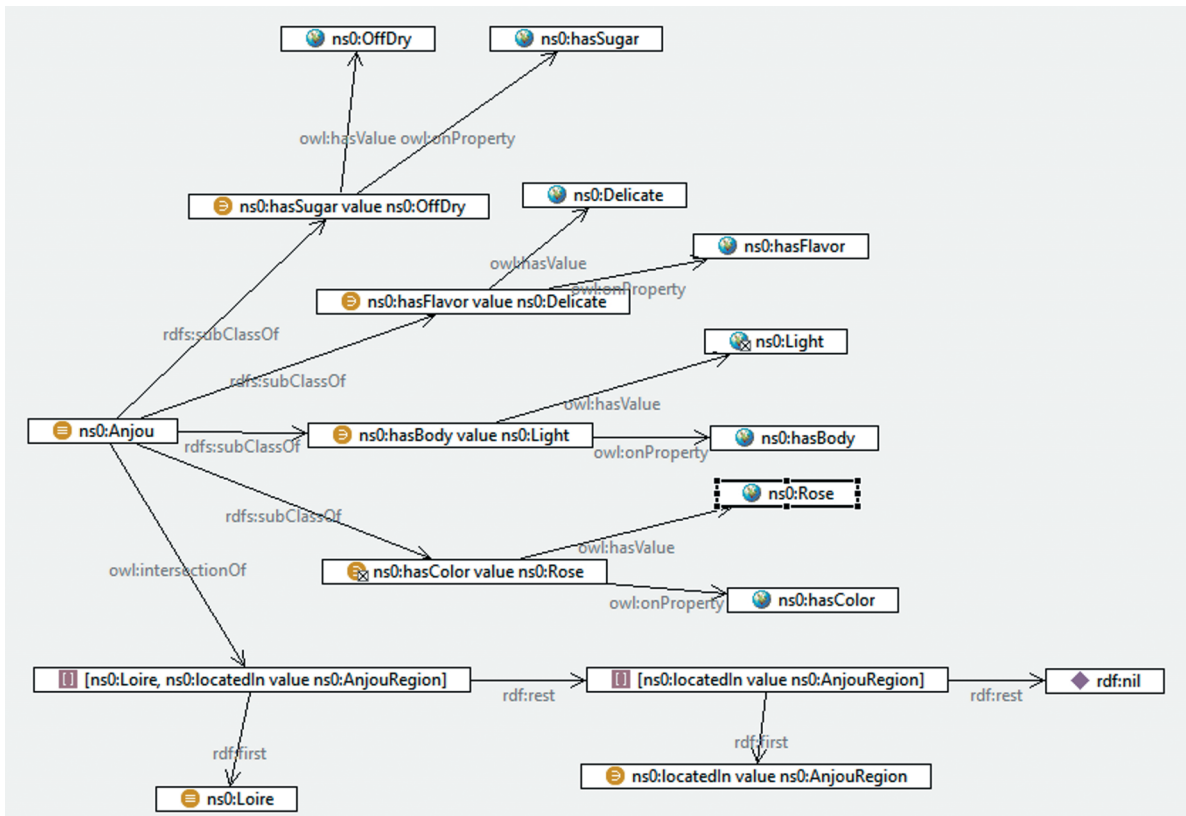 ns0:OffDry
ns0:hasSugar
owl:hasValue owl:onProperty
ns0:hasSugar value ns0:OffDry
ns0:Delicate
ns0:hasFlavor
owl:hasValue
owl:onProperty
ns0:hasFlavor value ns0:Delicate
rdfs:subClassOf
ns0:Light
rdfs:subClassOf
owl:hasValue
ns0:Anjou
rdfs:subClassOf
ns0:hasBody value ns0:Light
ns0:hasBody
owl:onProperty
ns0:Rose
rdfs:subClassOf
owl:hasValue
owl:intersectionOf
ns0:hasColor value ns0:Rose
owl:onProperty
ns0:hasColor
[ns0:Loire, ns0:locatedIn value ns0:AnjouRegion]
rdf:rest
[ns0:locatedIn value ns0:AnjouRegion]
rdf:rest
rdf:nil
rdf:first
rdf:first
ns0:locatedIn value ns0:AnjouRegion
ns0:Loire